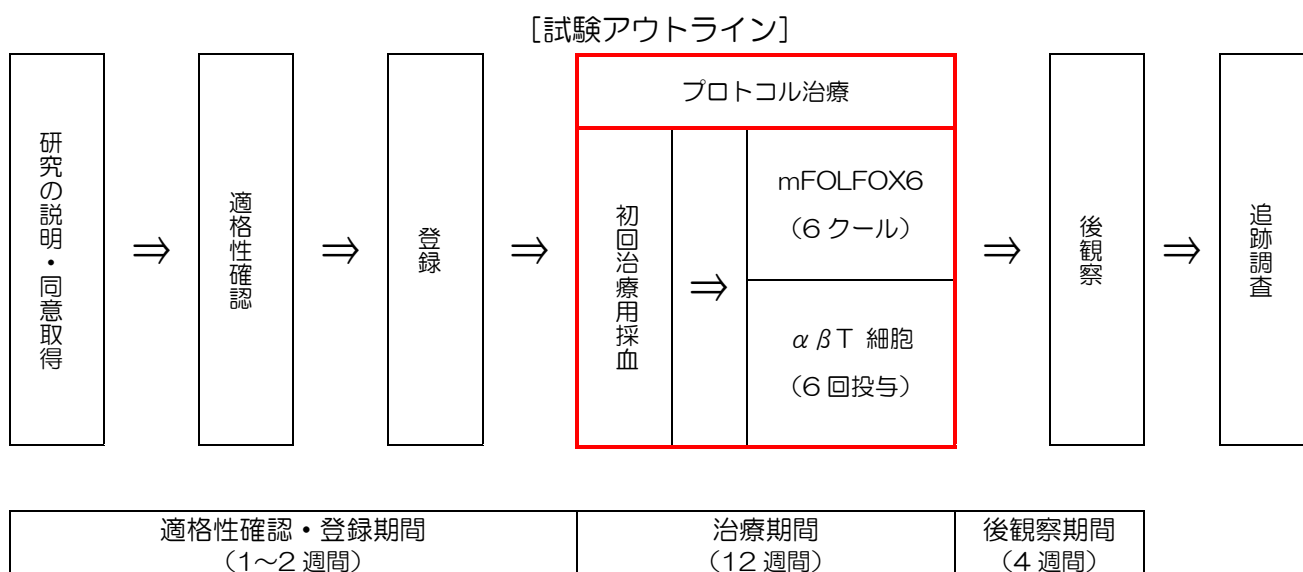 [試験アウトライン]
研究の説明・同意取得
⇒
適格性確認
⇒
登録
⇒
プロトコル治療
初回治療用採血
⇒
mFOLFOX6
(6 クール)
αβT 細胞
(6 回投与)
⇒
後観察
⇒
追跡調査
適格性確認・登録期間
(1~2 週間)
治療期間
(12 週間)
後観察期間
(4 週間)